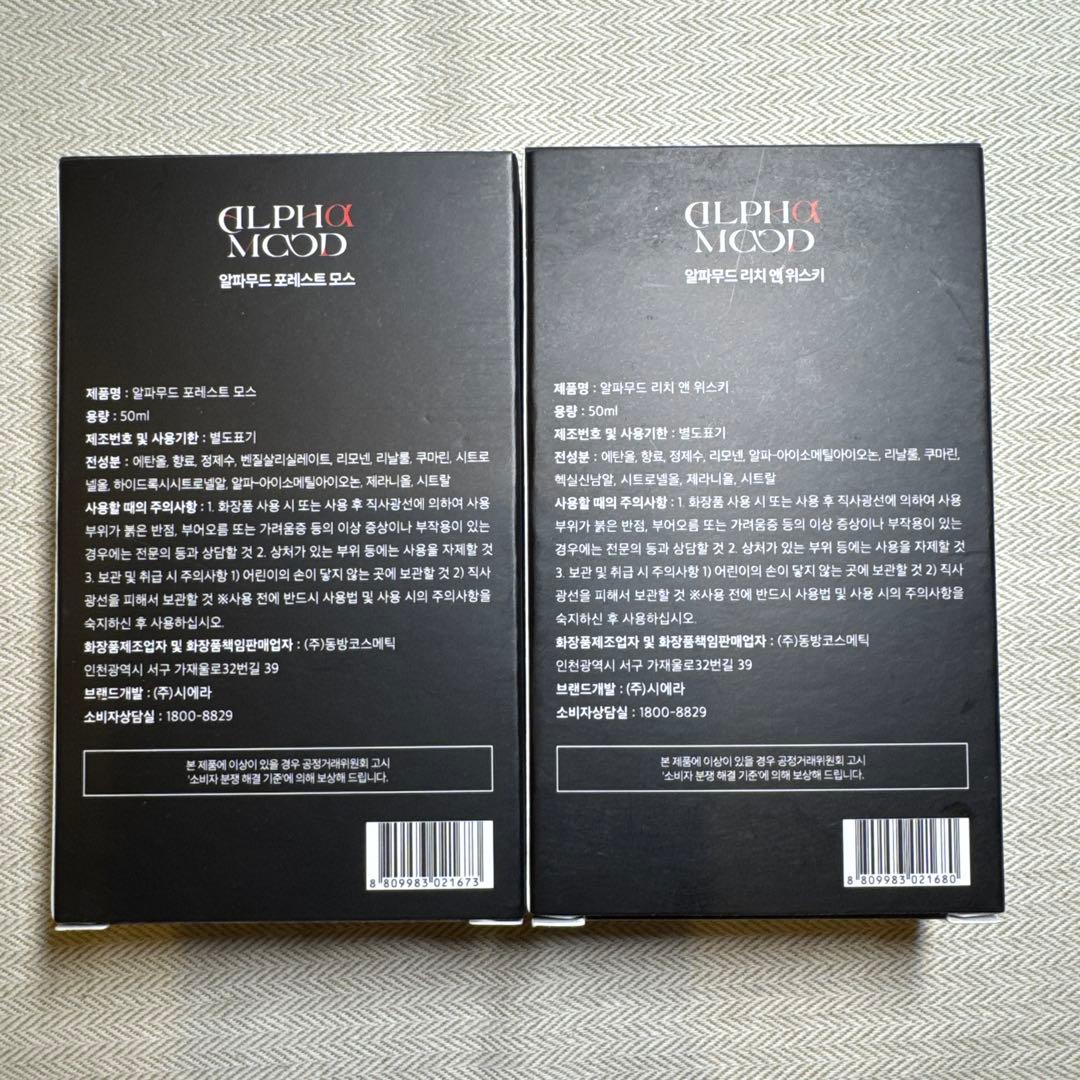 ALPHα
MOOD
알파무드 포레스트 모스
제품명 : 알파무드 포레스트 모스
용량 : 50ml
제조번호 및 사용기한 : 별도표기
전성분 : 에탄올, 향료, 정제수, 벤질살리실레이트, 리모넨, 리날룰, 쿠마린, 시트로
넬올, 하이드록시시트로넬알, 알파-아이소메틸아이오논, 제라니올, 시트랄
사용할 때의 주의사항 : 1. 화장품 사용 시 또는 사용 후 직사광선에 의하여 사용
부위가 붉은 반점, 부어오름 또는 가려움증 등의 이상 증상이나 부작용이 있는
경우에는 전문의 등과 상담할 것 2. 상처가 있는 부위 등에는 사용을 자제할 것
3. 보관 및 취급 시 주의사항 1) 어린이의 손이 닿지 않는 곳에 보관할 것 2) 직사
광선을 피해서 보관할 것 ※사용 전에 반드시 사용법 및 사용 시의 주의사항을
숙지하신 후 사용하십시오.
화장품제조업자 및 화장품책임판매업자 : (주)동방코스메틱
인천광역시 서구 가재울로32번길 39
브랜드개발 : (주)시에라
소비자상담실 : 1800-8829
본 제품에 이상이 있을 경우 공정거래위원회 고시
'소비자 분쟁 해결 기준'에 의해 보상해 드립니다.
8 809983 021673
ALPHα
MOOD
알파무드 리치 앤 위스키
제품명 : 알파무드 리치 앤 위스키
용량 : 50ml
제조번호 및 사용기한 : 별도표기
전성분 : 에탄올, 향료, 정제수, 리모넨, 알파-아이소메틸아이오논, 리날룰, 쿠마린,
헥실신남알, 시트로넬올, 제라니올, 시트랄
사용할 때의 주의사항 : 1. 화장품 사용 시 또는 사용 후 직사광선에 의하여 사용
부위가 붉은 반점, 부어오름 또는 가려움증 등의 이상 증상이나 부작용이 있는
경우에는 전문의 등과 상담할 것 2. 상처가 있는 부위 등에는 사용을 자제할 것
3. 보관 및 취급 시 주의사항 1) 어린이의 손이 닿지 않는 곳에 보관할 것 2) 직사
광선을 피해서 보관할 것 ※사용 전에 반드시 사용법 및 사용 시의 주의사항을
숙지하신 후 사용하십시오.
화장품제조업자 및 화장품책임판매업자 : (주)동방코스메틱
인천광역시 서구 가재울로32번길 39
브랜드개발 : (주)시에라
소비자상담실 : 1800-8829
본 제품에 이상이 있을 경우 공정거래위원회 고시
'소비자 분쟁 해결 기준'에 의해 보상해 드립니다.
8 809983 021680